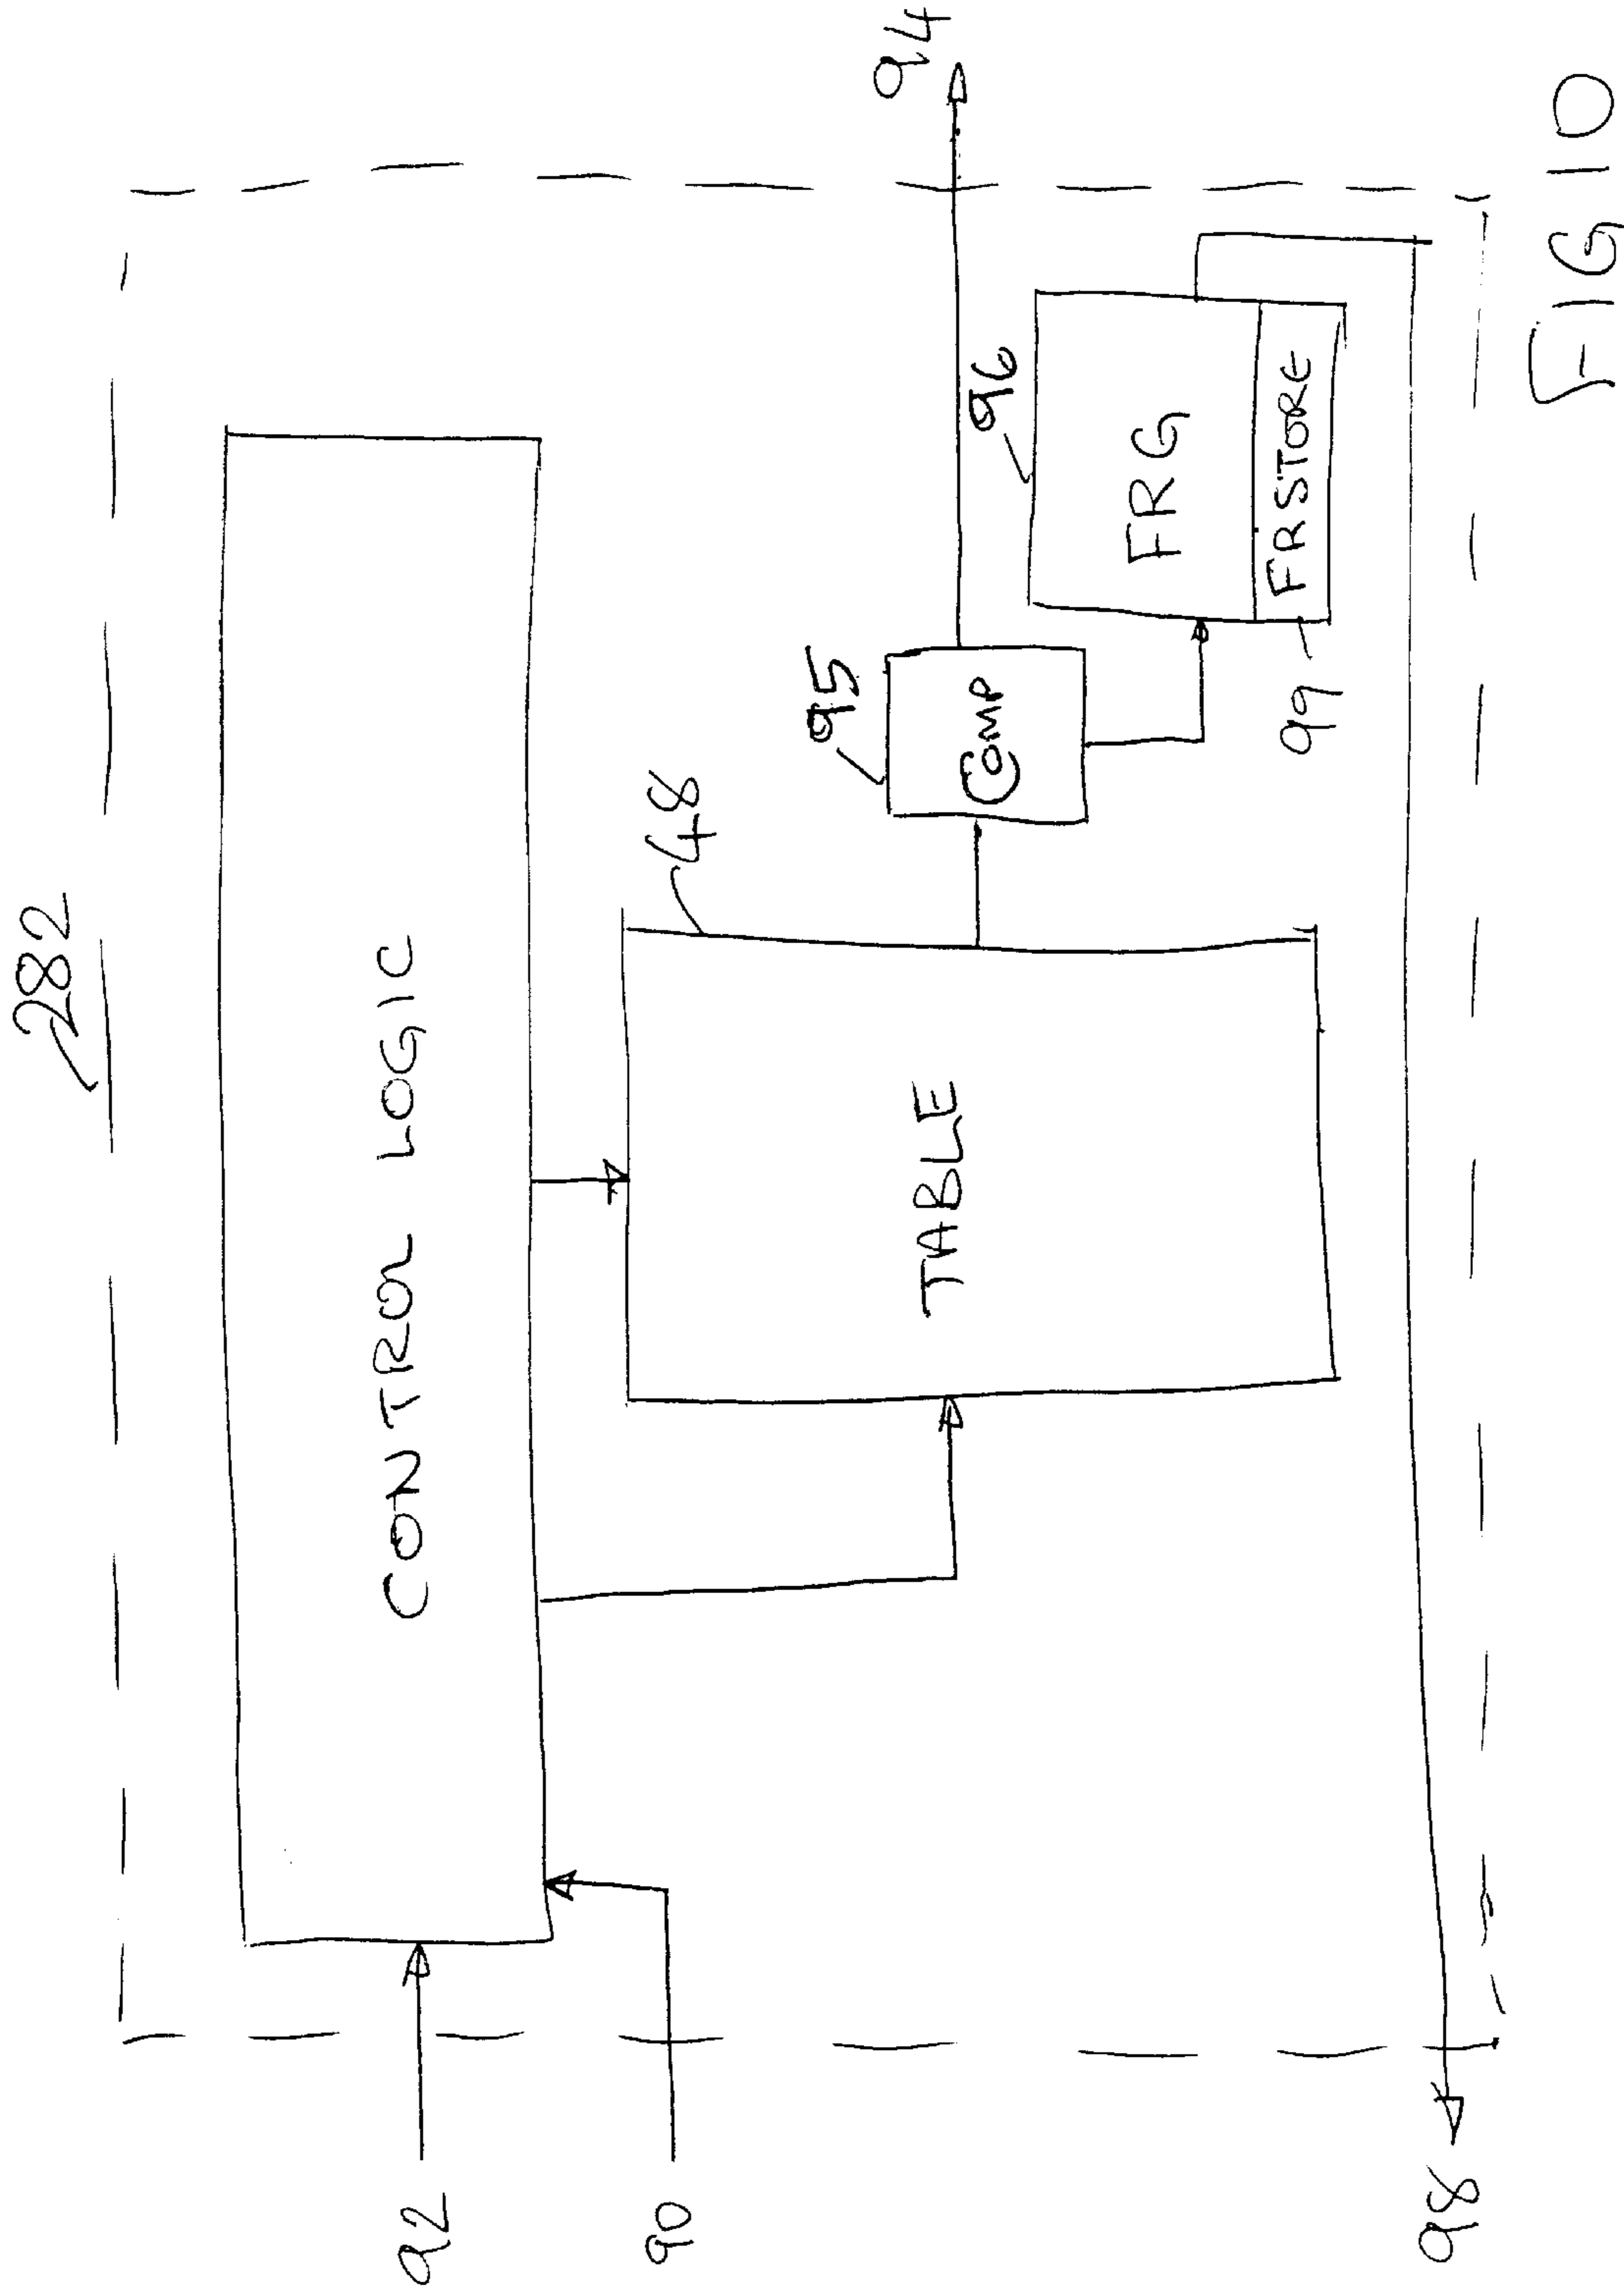 282
CONTROL LOGIC
92
90
48
TABLE
95
COMP
94
96
FRG
FRSTORE
99
98
FIG 10